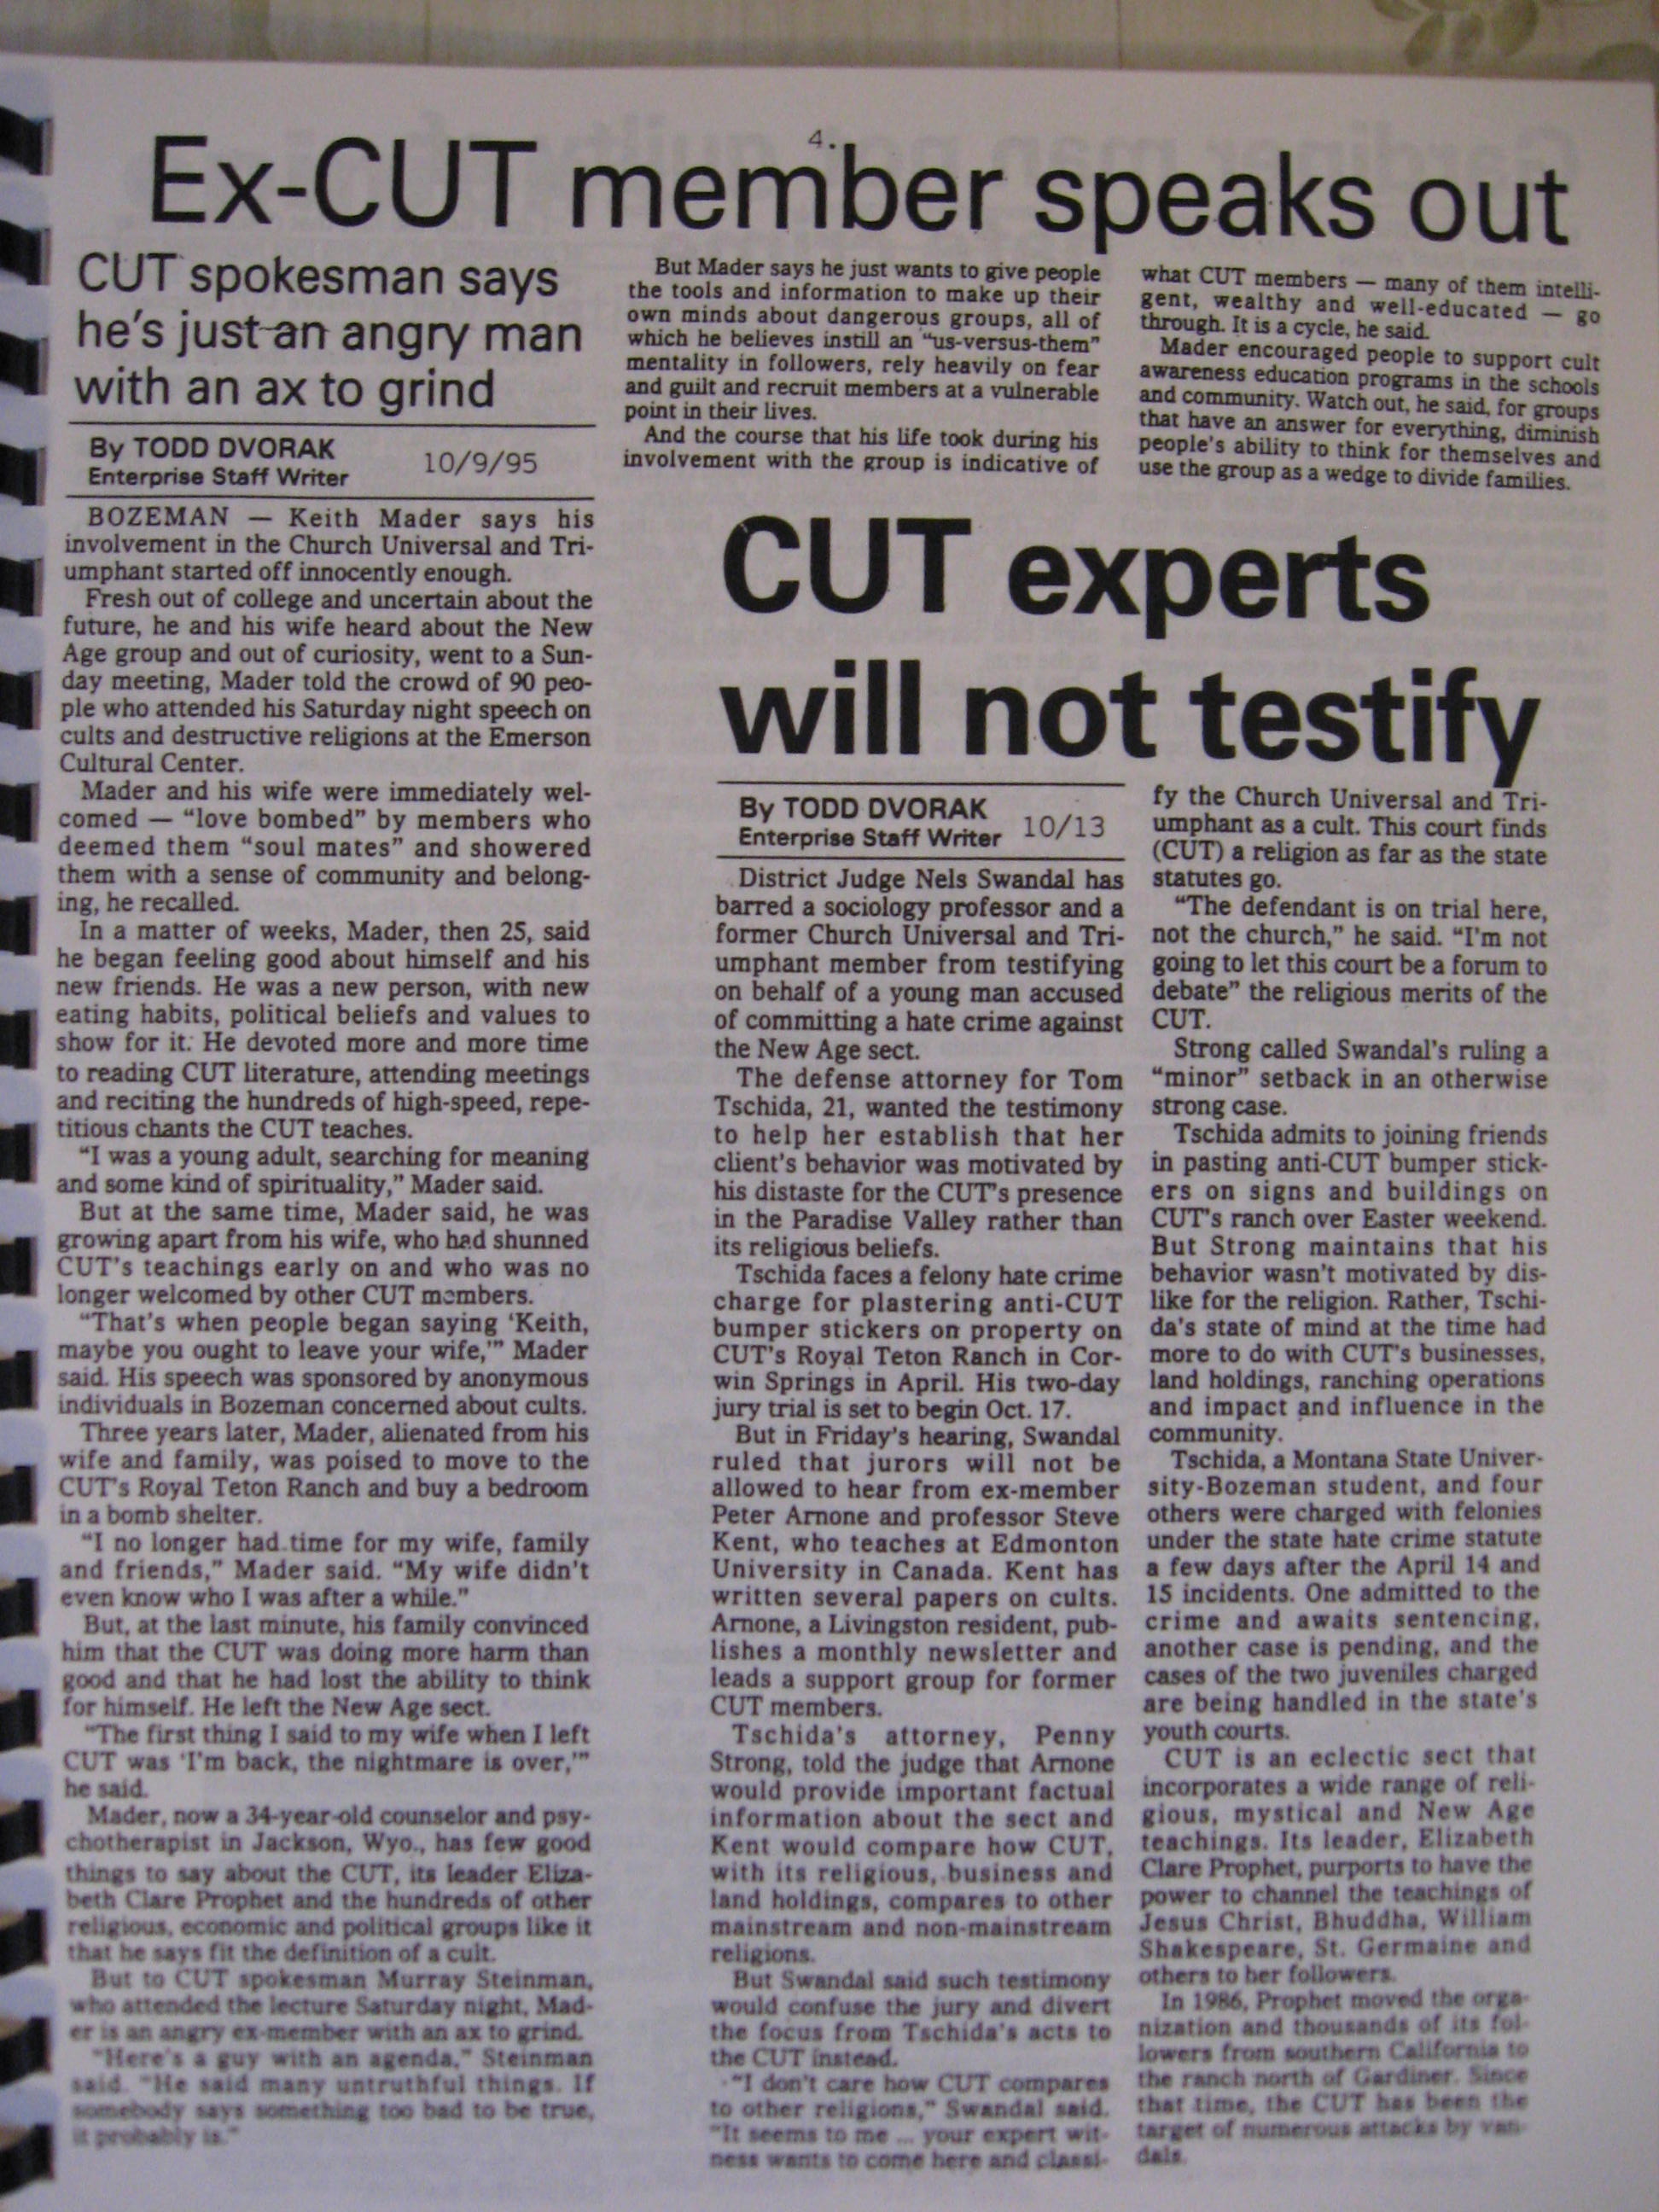 4.
Ex-CUT member speaks out
CUT spokesman says
he's just an angry man
with an ax to grind
By TODD DVORAK
Enterprise Staff Writer
10/9/95
BOZEMAN — Keith Mader says his
involvement in the Church Universal and Tri-
umphant started off innocently enough.
Fresh out of college and uncertain about the
future, he and his wife heard about the New
Age group and out of curiosity, went to a Sun-
day meeting, Mader told the crowd of 90 peo-
ple who attended his Saturday night speech on
cults and destructive religions at the Emerson
Cultural Center.
Mader and his wife were immediately wel-
comed — “love bombed” by members who
deemed them “soul mates” and showered
them with a sense of community and belong-
ing, he recalled.
In a matter of weeks, Mader, then 25, said
he began feeling good about himself and his
new friends. He was a new person, with new
eating habits, political beliefs and values to
show for it. He devoted more and more time
to reading CUT literature, attending meetings
and reciting the hundreds of high-speed, repe-
titious chants the CUT teaches.
“I was a young adult, searching for meaning
and some kind of spirituality,” Mader said.
But at the same time, Mader said, he was
growing apart from his wife, who had shunned
CUT's teachings early on and who was no
longer welcomed by other CUT members.
“That's when people began saying ‘Keith,
maybe you ought to leave your wife,’” Mader
said. His speech was sponsored by anonymous
individuals in Bozeman concerned about cults.
Three years later, Mader, alienated from his
wife and family, was poised to move to the
CUT's Royal Teton Ranch and buy a bedroom
in a bomb shelter.
“I no longer had time for my wife, family
and friends,” Mader said. “My wife didn't
even know who I was after a while.”
But, at the last minute, his family convinced
him that the CUT was doing more harm than
good and that he had lost the ability to think
for himself. He left the New Age sect.
“The first thing I said to my wife when I left
CUT was ‘I'm back, the nightmare is over,’”
he said.
Mader, now a 34-year-old counselor and psy-
chotherapist in Jackson, Wyo., has few good
things to say about the CUT, its leader Eliza-
beth Clare Prophet and the hundreds of other
religious, economic and political groups like it
that he says fit the definition of a cult.
But to CUT spokesman Murray Steinman,
who attended the lecture Saturday night, Mad-
er is an angry ex-member with an ax to grind.
“Here's a guy with an agenda,” Steinman
said. “He said many untruthful things. If
somebody says something too bad to be true,
it probably is.”
But Mader says he just wants to give people
the tools and information to make up their
own minds about dangerous groups, all of
which he believes instill an “us-versus-them”
mentality in followers, rely heavily on fear
and guilt and recruit members at a vulnerable
point in their lives.
And the course that his life took during his
involvement with the group is indicative of
what CUT members — many of them intelli-
gent, wealthy and well-educated — go
through. It is a cycle, he said.
Mader encouraged people to support cult
awareness education programs in the schools
and community. Watch out, he said, for groups
that have an answer for everything, diminish
people's ability to think for themselves and
use the group as a wedge to divide families.
CUT experts
will not testify
By TODD DVORAK
Enterprise Staff Writer
10/13
District Judge Nels Swandal has
barred a sociology professor and a
former Church Universal and Tri-
umphant member from testifying
on behalf of a young man accused
of committing a hate crime against
the New Age sect.
The defense attorney for Tom
Tschida, 21, wanted the testimony
to help her establish that her
client's behavior was motivated by
his distaste for the CUT's presence
in the Paradise Valley rather than
its religious beliefs.
Tschida faces a felony hate crime
charge for plastering anti-CUT
bumper stickers on property on
CUT's Royal Teton Ranch in Cor-
win Springs in April. His two-day
jury trial is set to begin Oct. 17.
But in Friday's hearing, Swandal
ruled that jurors will not be
allowed to hear from ex-member
Peter Arnone and professor Steve
Kent, who teaches at Edmonton
University in Canada. Kent has
written several papers on cults.
Arnone, a Livingston resident, pub-
lishes a monthly newsletter and
leads a support group for former
CUT members.
Tschida's attorney, Penny
Strong, told the judge that Arnone
would provide important factual
information about the sect and
Kent would compare how CUT,
with its religious, business and
land holdings, compares to other
mainstream and non-mainstream
religions.
But Swandal said such testimony
would confuse the jury and divert
the focus from Tschida's acts to
the CUT instead.
“I don't care how CUT compares
to other religions,” Swandal said.
“It seems to me ... your expert wit-
ness wants to come here and classi-
fy the Church Universal and Tri-
umphant as a cult. This court finds
(CUT) a religion as far as the state
statutes go.
“The defendant is on trial here,
not the church,” he said. “I'm not
going to let this court be a forum to
debate” the religious merits of the
CUT.
Strong called Swandal's ruling a
“minor” setback in an otherwise
strong case.
Tschida admits to joining friends
in pasting anti-CUT bumper stick-
ers on signs and buildings on
CUT's ranch over Easter weekend.
But Strong maintains that his
behavior wasn't motivated by dis-
like for the religion. Rather, Tschi-
da's state of mind at the time had
more to do with CUT's businesses,
land holdings, ranching operations
and impact and influence in the
community.
Tschida, a Montana State Univer-
sity-Bozeman student, and four
others were charged with felonies
under the state hate crime statute
a few days after the April 14 and
15 incidents. One admitted to the
crime and awaits sentencing,
another case is pending, and the
cases of the two juveniles charged
are being handled in the state's
youth courts.
CUT is an eclectic sect that
incorporates a wide range of reli-
gious, mystical and New Age
teachings. Its leader, Elizabeth
Clare Prophet, purports to have the
power to channel the teachings of
Jesus Christ, Bhuddha, William
Shakespeare, St. Germaine and
others to her followers.
In 1986, Prophet moved the orga-
nization and thousands of its fol-
lowers from southern California to
the ranch north of Gardiner. Since
that time, the CUT has been the
target of numerous attacks by van-
dals.